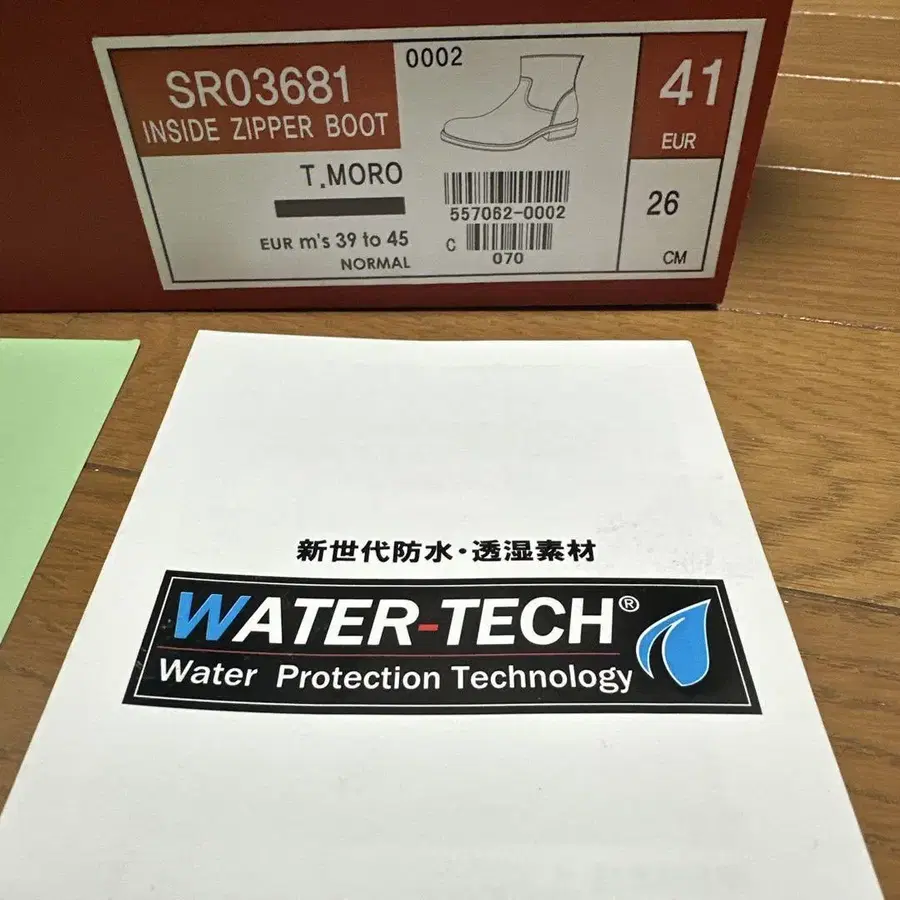 SR03681
INSIDE ZIPPER BOOT
0002
41
EUR
T.MORO
EUR m's 39 to 45
NORMAL
557062-0002
C
070
26
CM
新世代防水・透湿素材
WATER-TECH®
Water Protection Technology